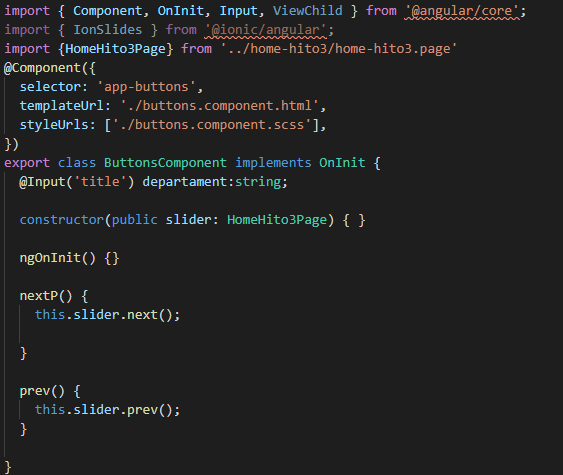 import { Component, OnInit, Input, ViewChild } from '@angular/core';
import { IonSlides } from '@ionic/angular';
import {HomeHito3Page} from '../home-hito3/home-hito3.page'
@Component({
  selector: 'app-buttons',
  templateUrl: './buttons.component.html',
  styleUrls: ['./buttons.component.scss'],
})
export class ButtonsComponent implements OnInit {
  @Input('title') departament:string;
  constructor(public slider: HomeHito3Page) { }
  ngOnInit() {}
  nextP() {
    this.slider.next();
  }
  prev() {
    this.slider.prev();
  }
}